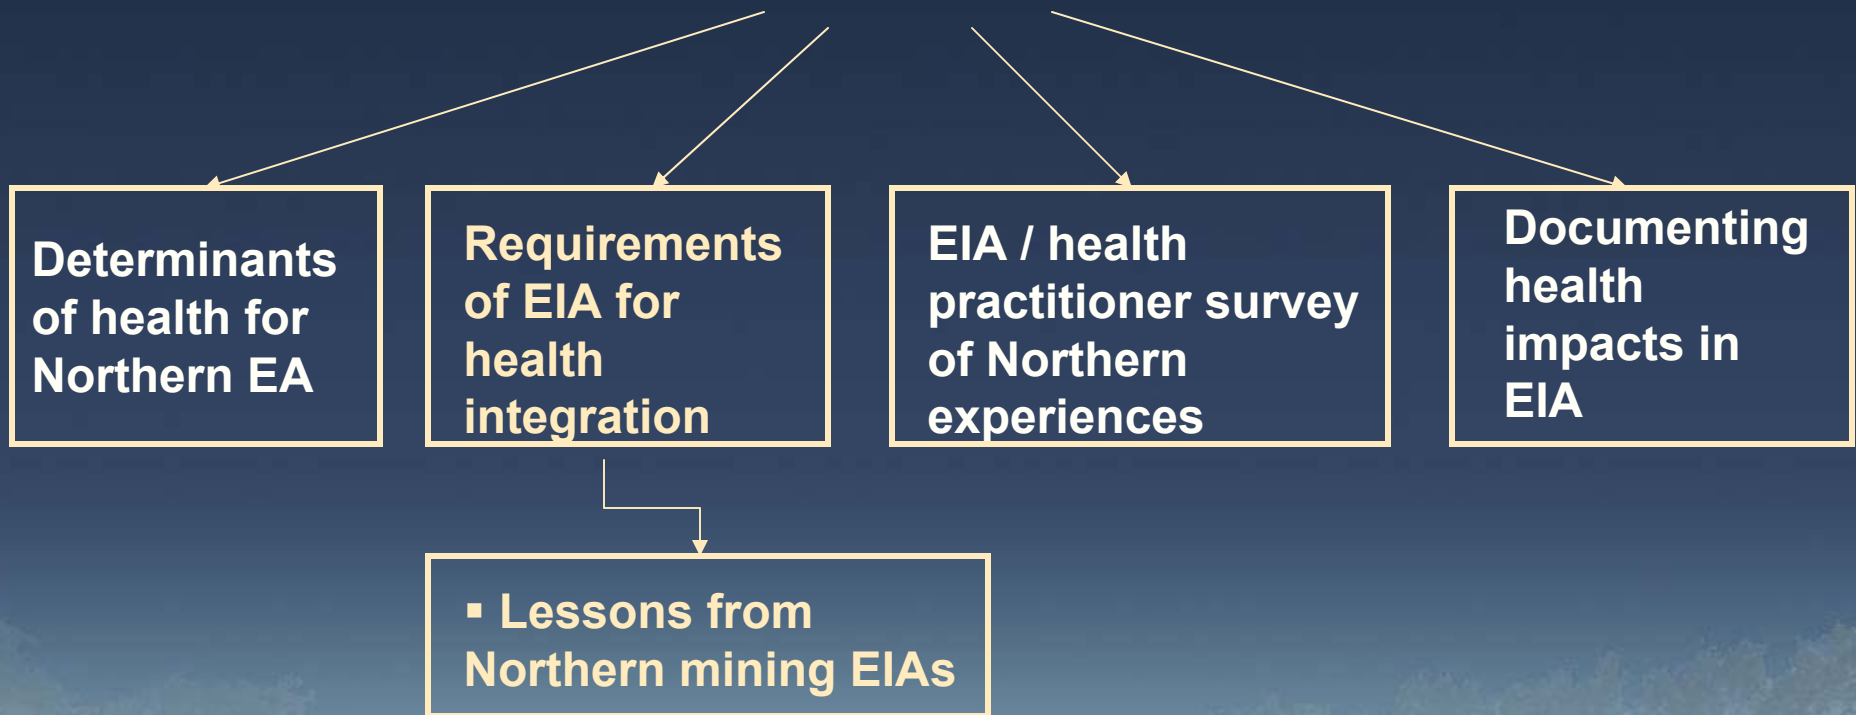 Determinants
of health for
Northern EA
Requirements
of EIA for
health
integration
EIA / health
practitioner survey
of Northern
experiences
Documenting
health
impacts in
EIA
▪ Lessons from
Northern mining EIAs